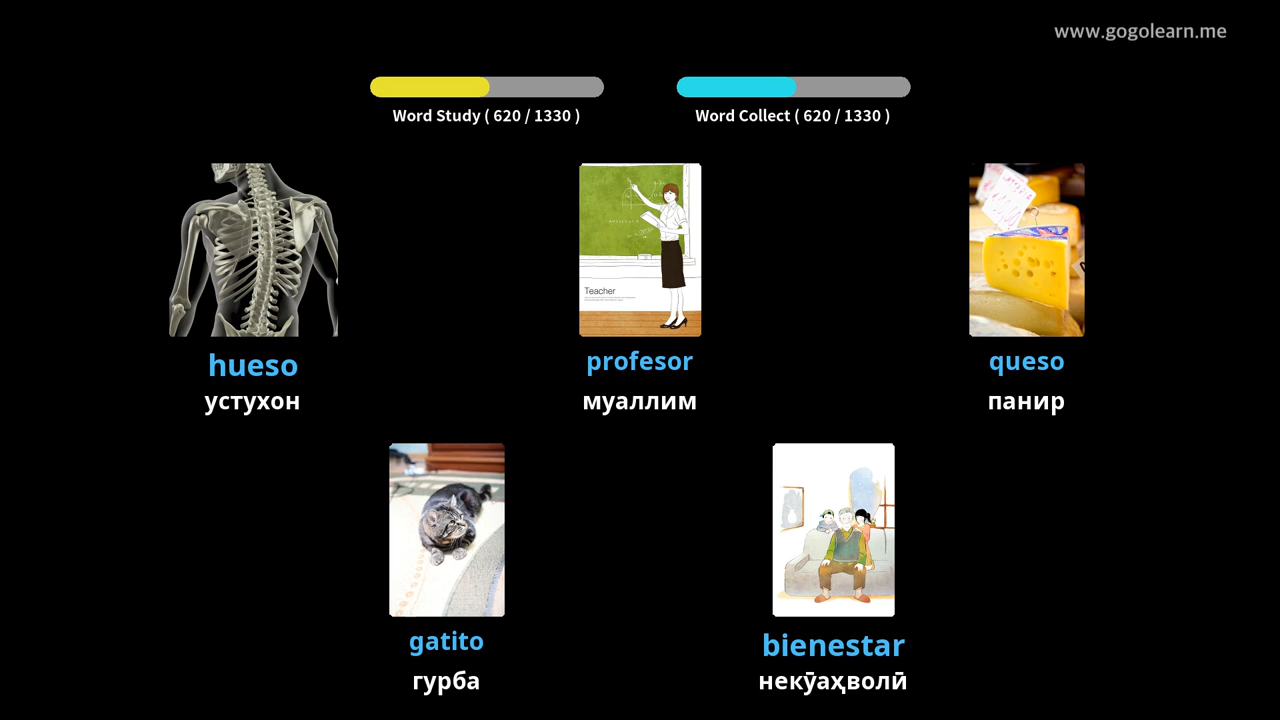 www.gogolearn.me
Word Study ( 620 / 1330 )
Word Collect ( 620 / 1330 )
Teacher
hueso
устухон
profesor
муаллим
queso
панир
gatito
гурба
bienestar
некӯаҳволӣ